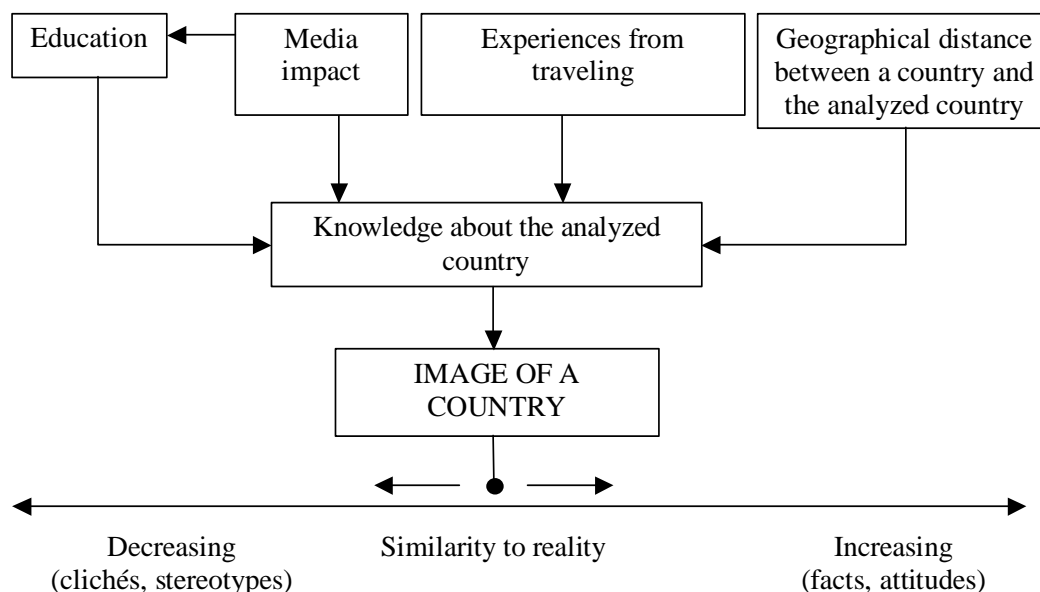 Education
Media
impact
Experiences from
traveling
Geographical distance
between a country and
the analyzed country
Knowledge about the analyzed
country
IMAGE OF A
COUNTRY
Decreasing
(clichés, stereotypes)
Similarity to reality
Increasing
(facts, attitudes)